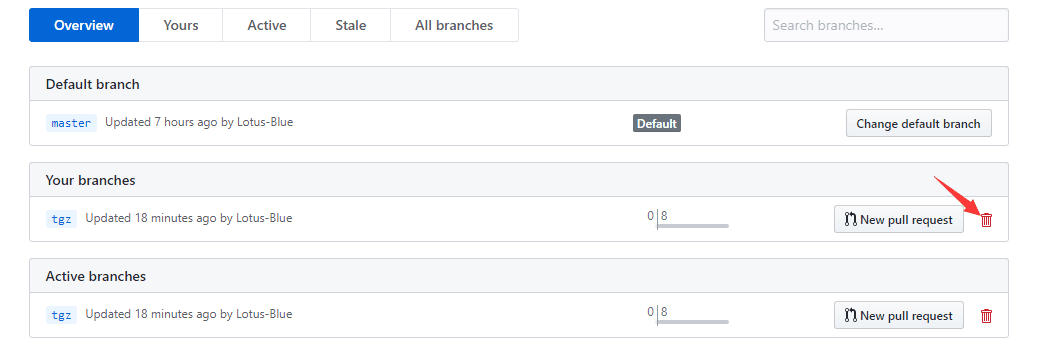 Overview Yours Active Stale All branches Search branches...
Default branch
master Updated 7 hours ago by Lotus-Blue Default Change default branch
Your branches
tgz Updated 18 minutes ago by Lotus-Blue 0 8 New pull request
Active branches
tgz Updated 18 minutes ago by Lotus-Blue 0 8 New pull request